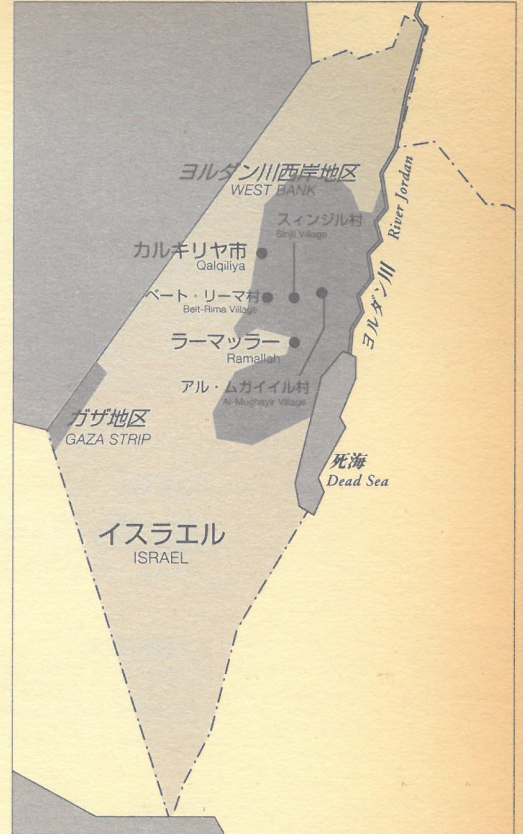 ヨルダン川西岸地区
WEST BANK
スィンジル村
Sinjil Village
River Jordan
カルキリヤ市
Qalqiliya
ヨルダン川
ベート・リーマ村
Beit-Rima Village
ラーマッラー
Ramallah
アル・ムガイイル村
Al-Mughayir Village
ガザ地区
GAZA STRIP
死海
Dead Sea
イスラエル
ISRAEL